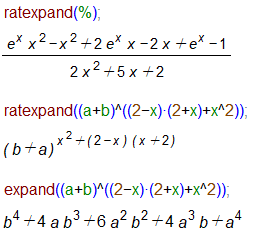 ratexpand(%);
e^x x^2-x^2+2 e^x x-2 x+e^x-1
2 x^2+5 x+2
ratexpand((a+b)^((2-x)·(2+x)+x^2));
(b+a)^(x^2+(2-x) (x+2))
expand((a+b)^((2-x)·(2+x)+x^2));
b^4+4 a b^3+6 a^2 b^2+4 a^3 b+a^4